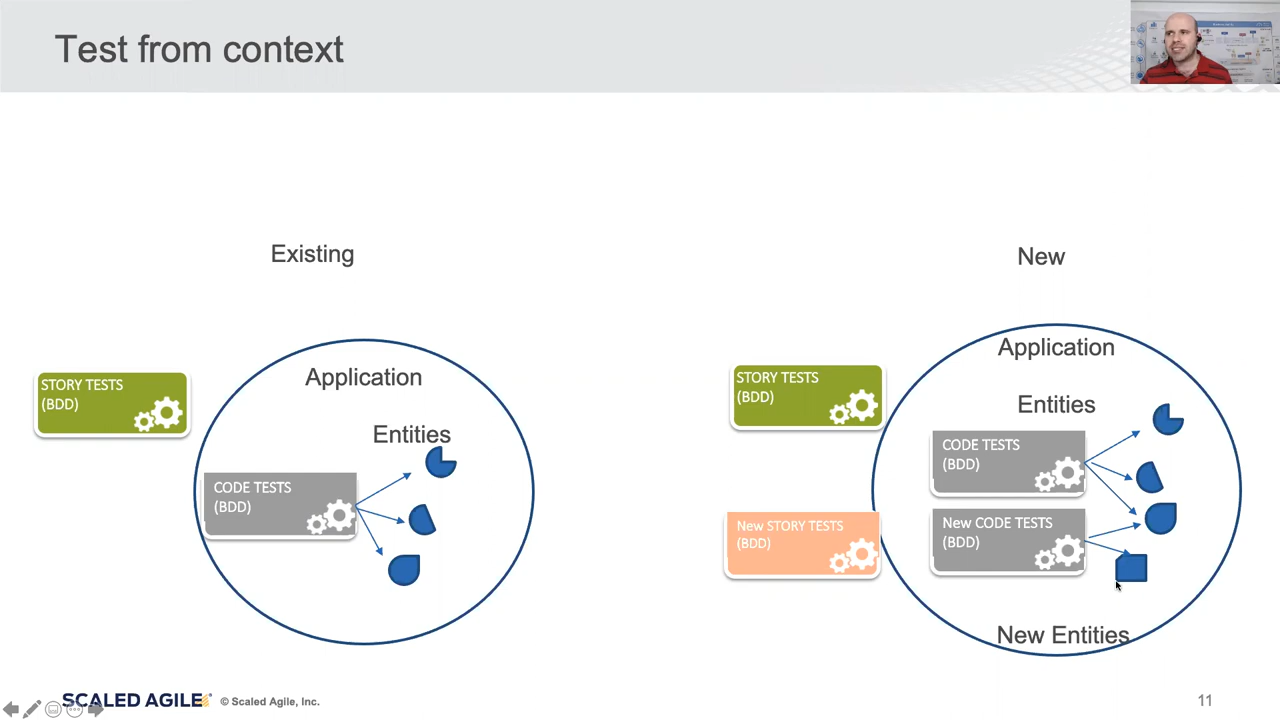 Test from context
Existing
Application
STORY TESTS
(BDD)
Entities
CODE TESTS
(BDD)
New
Application
STORY TESTS
(BDD)
Entities
CODE TESTS
(BDD)
New STORY TESTS
(BDD)
New CODE TESTS
(BDD)
New Entities
SCALED AGILE
© Scaled Agile, Inc.
11